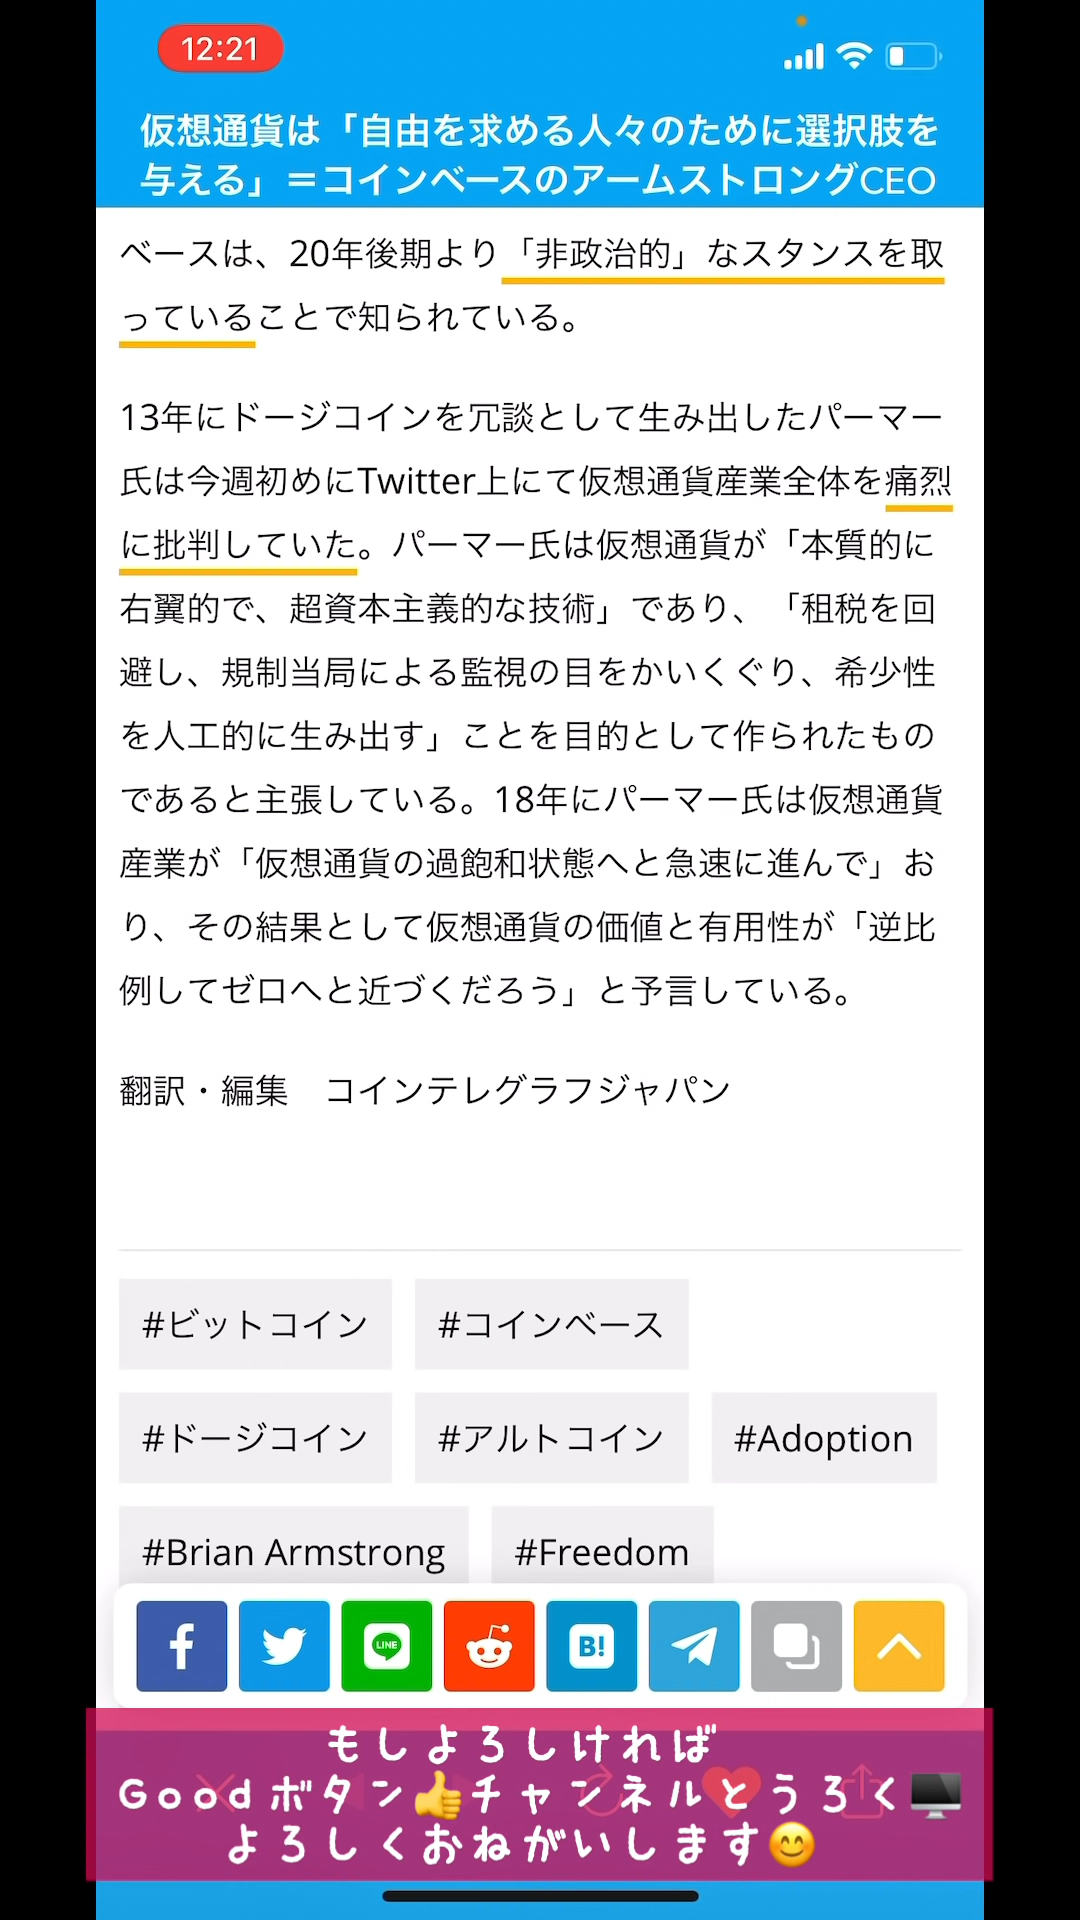 12:21
仮想通貨は「自由を求める人々のために選択肢を
与える」＝コインベースのアームストロングCEO
ベースは、20年後期より「非政治的」なスタンスを取
っていることで知られている。
13年にドージコインを冗談として生み出したパーマー
氏は今週初めにTwitter上にて仮想通貨産業全体を痛烈
に批判していた。パーマー氏は仮想通貨が「本質的に
右翼的で、超資本主義的な技術」であり、「租税を回
避し、規制当局による監視の目をかいくぐり、希少性
を人工的に生み出す」ことを目的として作られたもの
であると主張している。18年にパーマー氏は仮想通貨
産業が「仮想通貨の過飽和状態へと急速に進んで」お
り、その結果として仮想通貨の価値と有用性が「逆比
例してゼロへと近づくだろう」と予言している。
翻訳・編集　コインテレグラフジャパン
#ビットコイン #コインベース
#ドージコイン #アルトコイン #Adoption
#Brian Armstrong #Freedom
f LINE B!
もしよろしければ
Goodボタン👍チャンネルとうろく🖥️
よろしくおねがいします😊